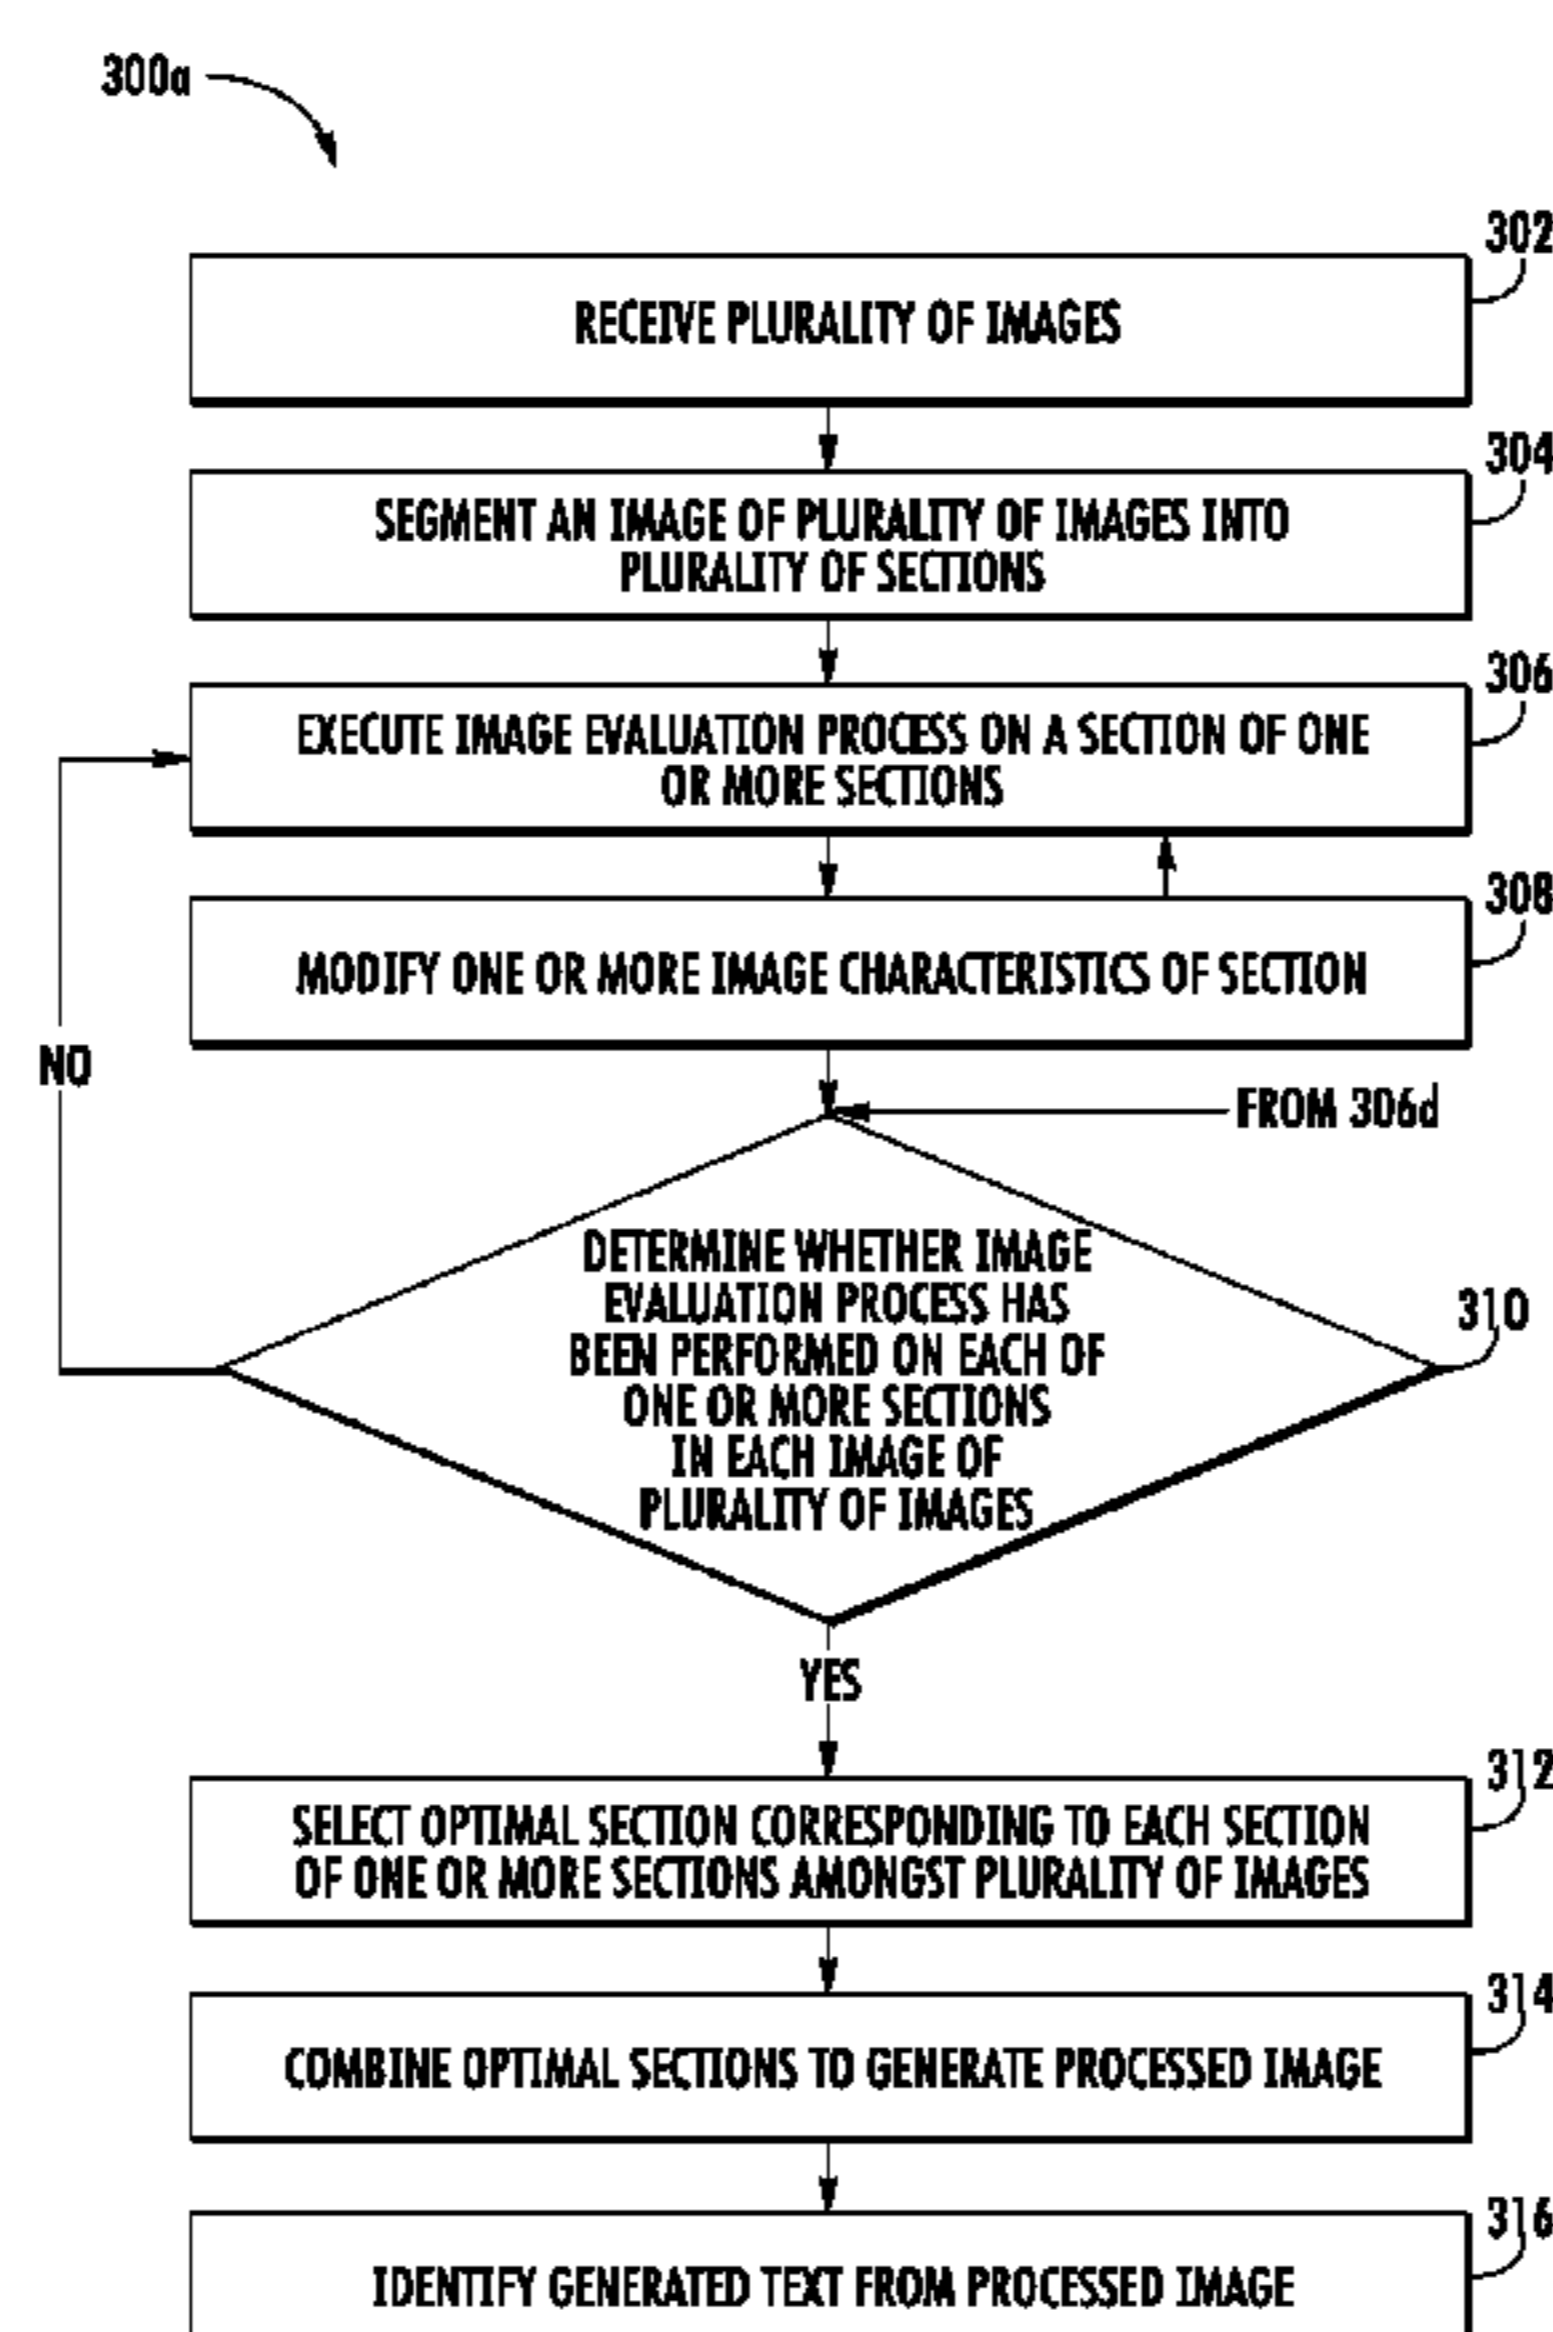 300a
302
RECEIVE PLURALITY OF IMAGES
304
SEGMENT AN IMAGE OF PLURALITY OF IMAGES INTO
PLURALITY OF SECTIONS
306
EXECUTE IMAGE EVALUATION PROCESS ON A SECTION OF ONE
OR MORE SECTIONS
308
MODIFY ONE OR MORE IMAGE CHARACTERISTICS OF SECTION
NO
FROM 306d
DETERMINE WHETHER IMAGE
EVALUATION PROCESS HAS
BEEN PERFORMED ON EACH OF
ONE OR MORE SECTIONS
IN EACH IMAGE OF
PLURALITY OF IMAGES
310
YES
312
SELECT OPTIMAL SECTION CORRESPONDING TO EACH SECTION
OF ONE OR MORE SECTIONS AMONGST PLURALITY OF IMAGES
314
COMBINE OPTIMAL SECTIONS TO GENERATE PROCESSED IMAGE
316
IDENTIFY GENERATED TEXT FROM PROCESSED IMAGE